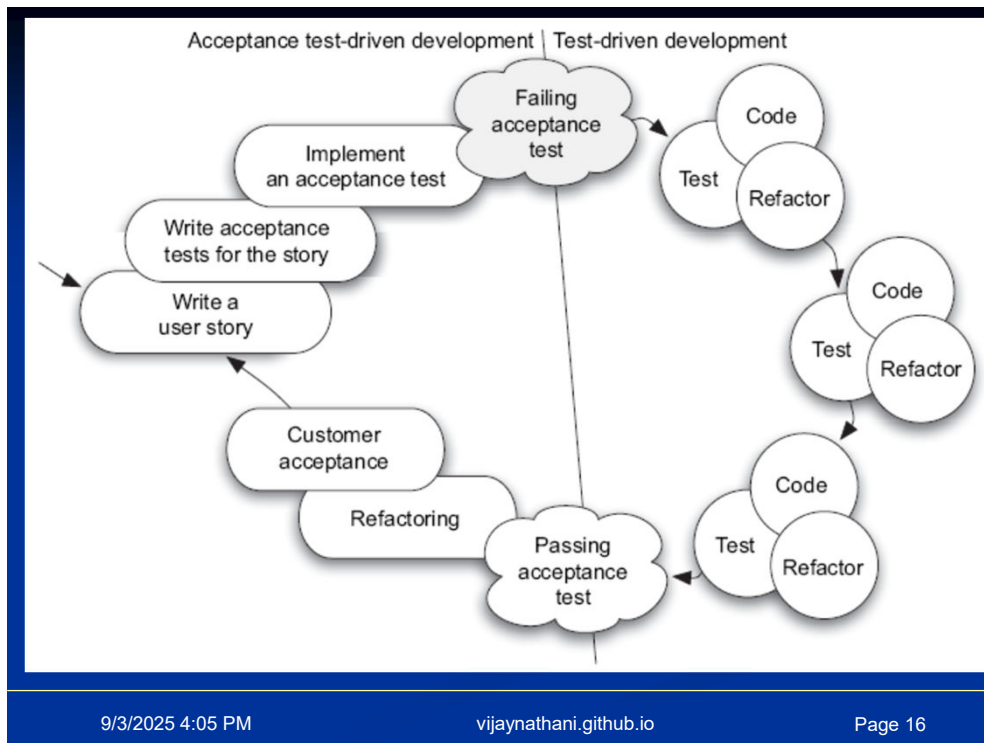 Acceptance test-driven development
Test-driven development
Failing
acceptance
test
Implement
an acceptance test
Write acceptance
tests for the story
Write a
user story
Code
Test
Refactor
Code
Test
Refactor
Code
Test
Refactor
Passing
acceptance
test
Refactoring
Customer
acceptance
9/3/2025 4:05 PM
vijaynathani.github.io
Page 16